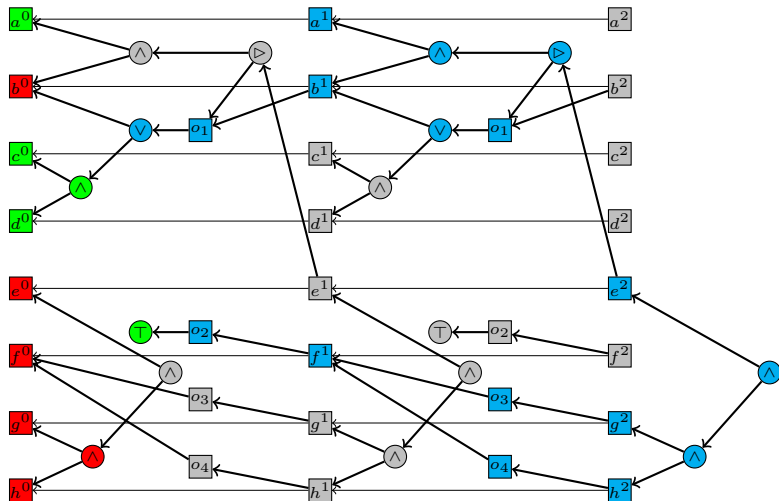 a⁰ a¹ a²
∧ ▷ ∧ ▷
b⁰ b¹ b²
∨ o₁ ∨ o₁
c⁰ c¹ c²
∧ ∧
d⁰ d¹ d²
e⁰ e¹ e²
⊤ o₂ ⊤ o₂
f⁰ f¹ f²
∧ ∧ ∧
o₃ o₃
g⁰ g¹ g²
∧ ∧ ∧
o₄ o₄
h⁰ h¹ h²